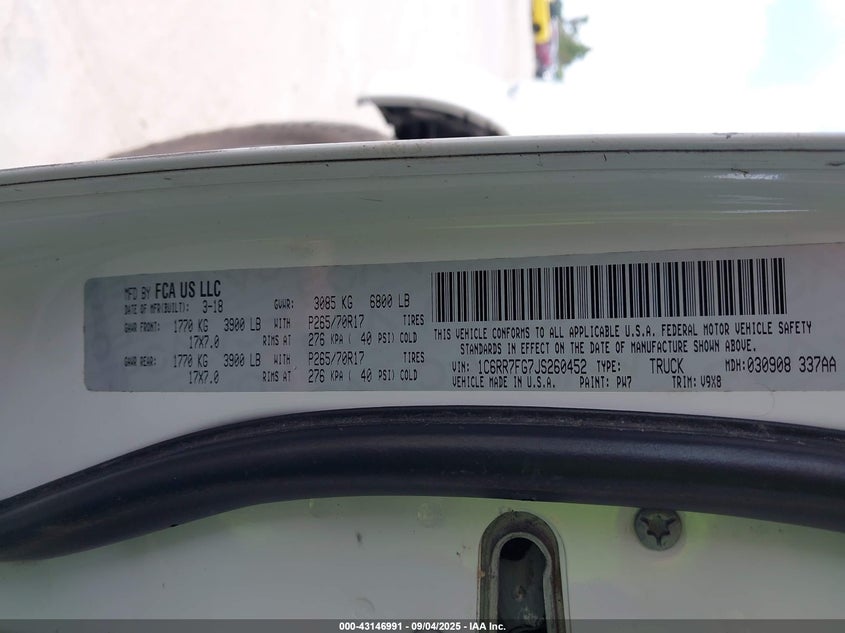 MFD BY FCA US LLC
DATE OF MFR(BUILT): 3-18 GVWR: 3085 KG 6800 LB
GAWR FRONT: 1770 KG 3900 LB WITH P265/70R17 TIRES
17X7.0 RIMS AT 276 KPA ( 40 PSI) COLD
GAWR REAR: 1770 KG 3900 LB WITH P265/70R17 TIRES
17X7.0 RIMS AT 276 KPA ( 40 PSI) COLD
THIS VEHICLE CONFORMS TO ALL APPLICABLE U.S.A. FEDERAL MOTOR VEHICLE SAFETY
STANDARDS IN EFFECT ON THE DATE OF MANUFACTURE SHOWN ABOVE.
VIN: 1C6RR7FG7JS260452 TYPE: TRUCK MDH:030908 337AA
VEHICLE MADE IN U.S.A. PAINT: PW7 TRIM: V9X8
000-43146991 - 09/04/2025 - IAA Inc.